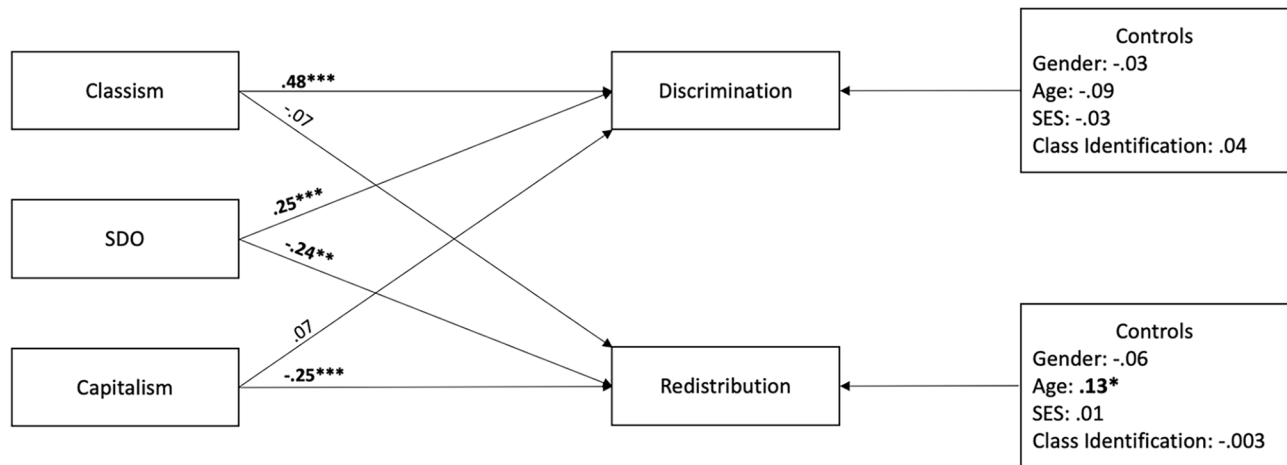 Classism
SDO
Capitalism
.48***
-.07
.25***
-.24**
.07
-.25***
Discrimination
Redistribution
Controls
Gender: -.03
Age: -.09
SES: -.03
Class Identification: .04
Controls
Gender: -.06
Age: .13*
SES: .01
Class Identification: -.003